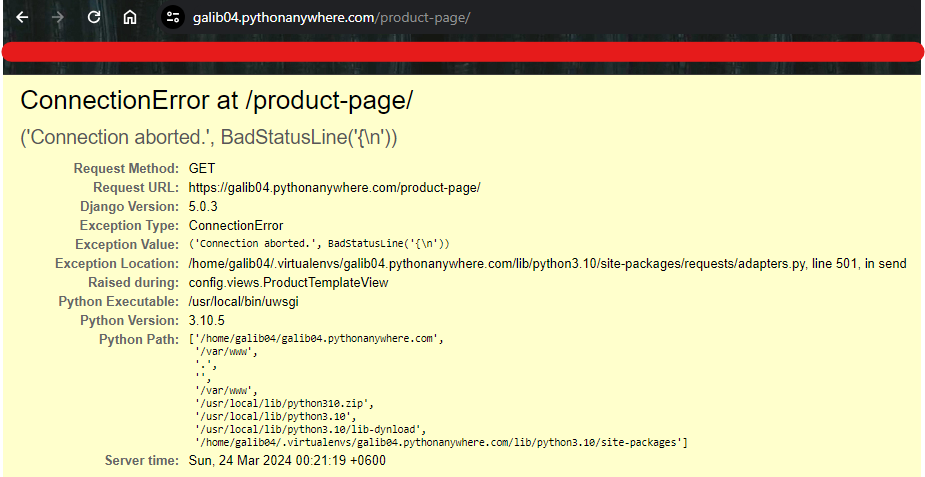 galib04.pythonanywhere.com/product-page/
ConnectionError at /product-page/
('Connection aborted.', BadStatusLine('{\n'))
Request Method: GET
Request URL: https://galib04.pythonanywhere.com/product-page/
Django Version: 5.0.3
Exception Type: ConnectionError
Exception Value: ('Connection aborted.', BadStatusLine('{\n'))
Exception Location: /home/galib04/.virtualenvs/galib04.pythonanywhere.com/lib/python3.10/site-packages/requests/adapters.py, line 501, in send
Raised during: config.views.ProductTemplateView
Python Executable: /usr/local/bin/uwsgi
Python Version: 3.10.5
Python Path: ['/home/galib04/galib04.pythonanywhere.com',
'/var/www',
'.',
'',
'/var/www',
'/usr/local/lib/python310.zip',
'/usr/local/lib/python3.10',
'/usr/local/lib/python3.10/lib-dynload',
'/home/galib04/.virtualenvs/galib04.pythonanywhere.com/lib/python3.10/site-packages']
Server time: Sun, 24 Mar 2024 00:21:19 +0600